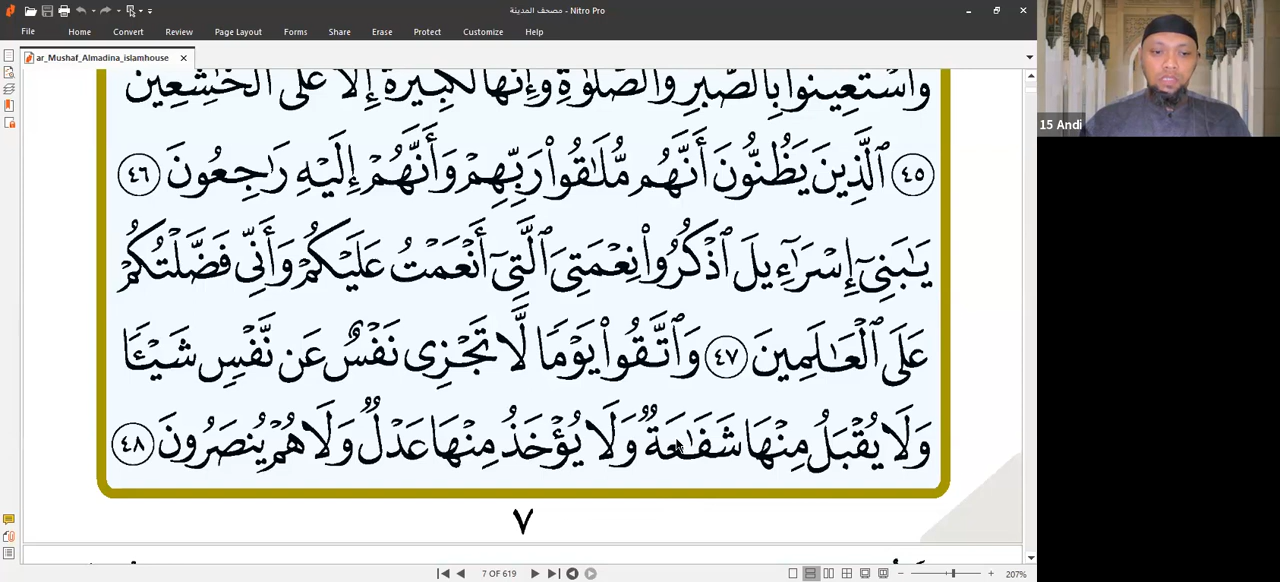 مصحف المدينة - Nitro Pro
File Home Convert Review Page Layout Forms Share Erase Protect Customize Help
ar_Mushaf_Almadina_islamhouse
15 Andi
وَٱسْتَعِينُوا۟ بِٱلصَّبْرِ وَٱلصَّلَوٰةِ وَإِنَّهَا لَكَبِيرَةٌ إِلَّا عَلَى ٱلْخَـٰشِعِينَ
٤٥ ٱلَّذِينَ يَظُنُّونَ أَنَّهُم مُّلَـٰقُوا۟ رَبِّهِمْ وَأَنَّهُمْ إِلَيْهِ رَٰجِعُونَ ٤٦
يَـٰبَنِىٓ إِسْرَٰٓءِيلَ ٱذْكُرُوا۟ نِعْمَتِىَ ٱلَّتِىٓ أَنْعَمْتُ عَلَيْكُمْ وَأَنِّى فَضَّلْتُكُمْ
عَلَى ٱلْعَـٰلَمِينَ ٤٧ وَٱتَّقُوا۟ يَوْمًا لَّا تَجْزِى نَفْسٌ عَن نَّفْسٍ شَيْـًٔا
وَلَا يُقْبَلُ مِنْهَا شَفَـٰعَةٌ وَلَا يُؤْخَذُ مِنْهَا عَدْلٌ وَلَا هُمْ يُنصَرُونَ ٤٨
٧
7 OF 619
207%